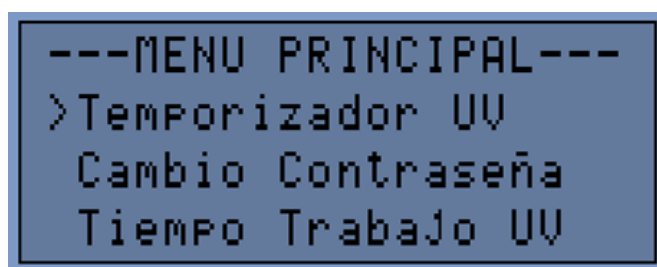 ---MENU PRINCIPAL---
>Temporizador UV
Cambio Contraseña
Tiempo Trabajo UV